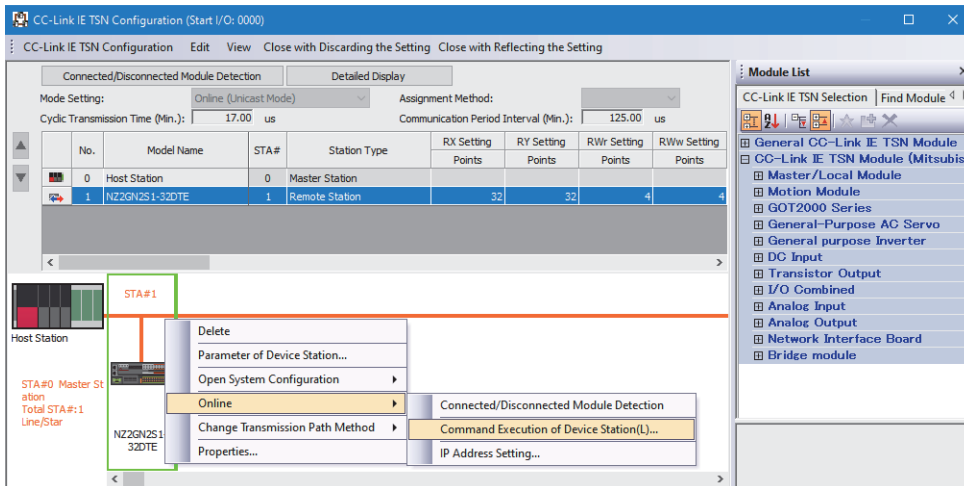 CC-Link IE TSN Configuration (Start I/O: 0000)
CC-Link IE TSN Configuration Edit View Close with Discarding the Setting Close with Reflecting the Setting
Connected/Disconnected Module Detection Detailed Display
Mode Setting: Online (Unicast Mode) Assignment Method:
Cyclic Transmission Time (Min.): 17.00 us Communication Period Interval (Min.): 125.00 us
No. Model Name STA# Station Type RX Setting RY Setting RWr Setting RWw Setting
Points Points Points Points
0 Host Station 0 Master Station
1 NZ2GN2S1-32DTE 1 Remote Station 32 32 4 4
STA#1
Host Station
STA#0 Master St
ation
Total STA#:1
Line/Star
NZ2GN2S1-
32DTE
Delete
Parameter of Device Station...
Open System Configuration
Online
Change Transmission Path Method
Properties...
Connected/Disconnected Module Detection
Command Execution of Device Station(L)...
IP Address Setting...
Module List
CC-Link IE TSN Selection Find Module
General CC-Link IE TSN Module
CC-Link IE TSN Module (Mitsubis
Master/Local Module
Motion Module
GOT2000 Series
General-Purpose AC Servo
General purpose Inverter
DC Input
Transistor Output
I/O Combined
Analog Input
Analog Output
Network Interface Board
Bridge module